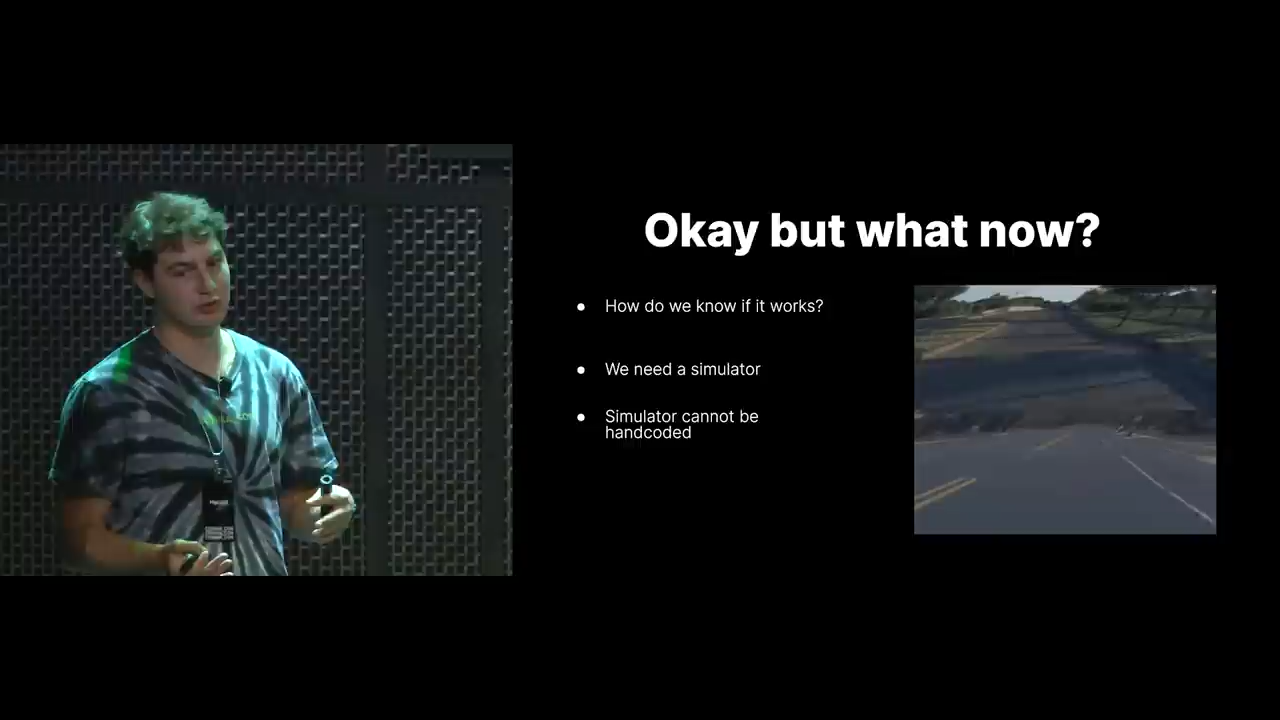 Okay but what now?
How do we know if it works?
We need a simulator
Simulator cannot be
handcoded